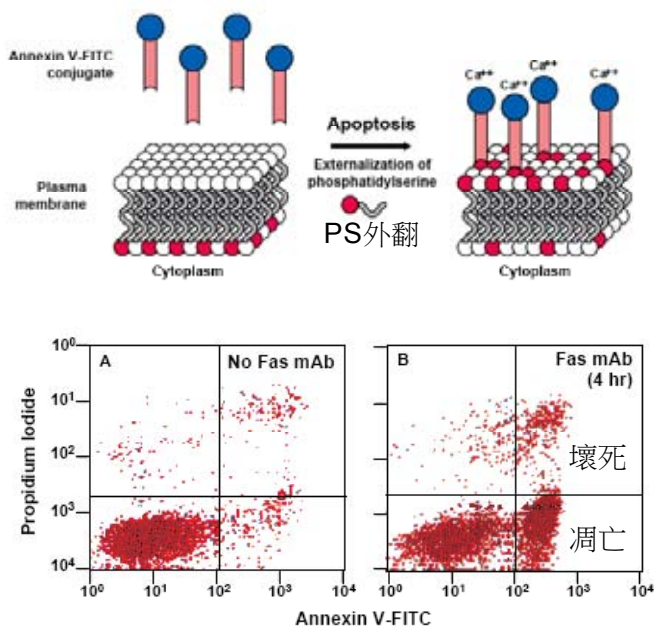 Annexin V-FITC
conjugate
Plasma
membrane
Cytoplasm
Apoptosis
Externalization of
phosphatidylserine
PS外翻
Ca++
Ca++
Ca++
Ca++
Cytoplasm
A
No Fas mAb
B
Fas mAb
(4 hr)
壞死
凋亡
Propidium Iodide
10⁰
10¹
10²
10³
10⁴
10⁰
10¹
10²
10³
10⁴
10⁰
10¹
10²
10³
10⁴
Annexin V-FITC